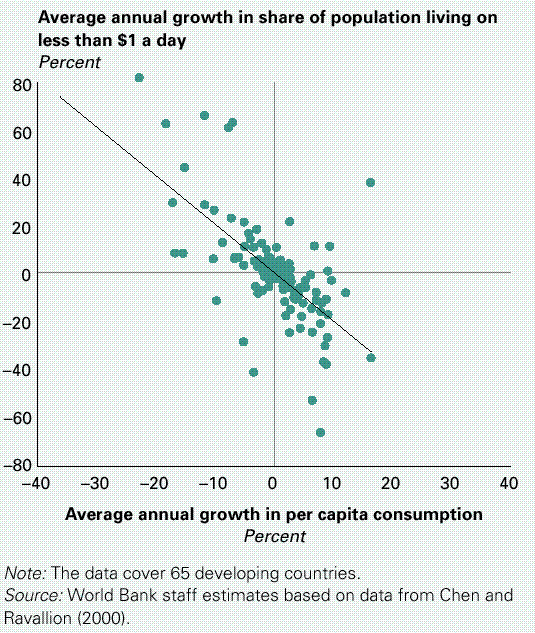 Average annual growth in share of population living on
less than $1 a day
Percent
80
60
40
20
0
−20
−40
−60
−80
−40 −30 −20 −10 0 10 20 30 40
Average annual growth in per capita consumption
Percent
Note: The data cover 65 developing countries.
Source: World Bank staff estimates based on data from Chen and
Ravallion (2000).